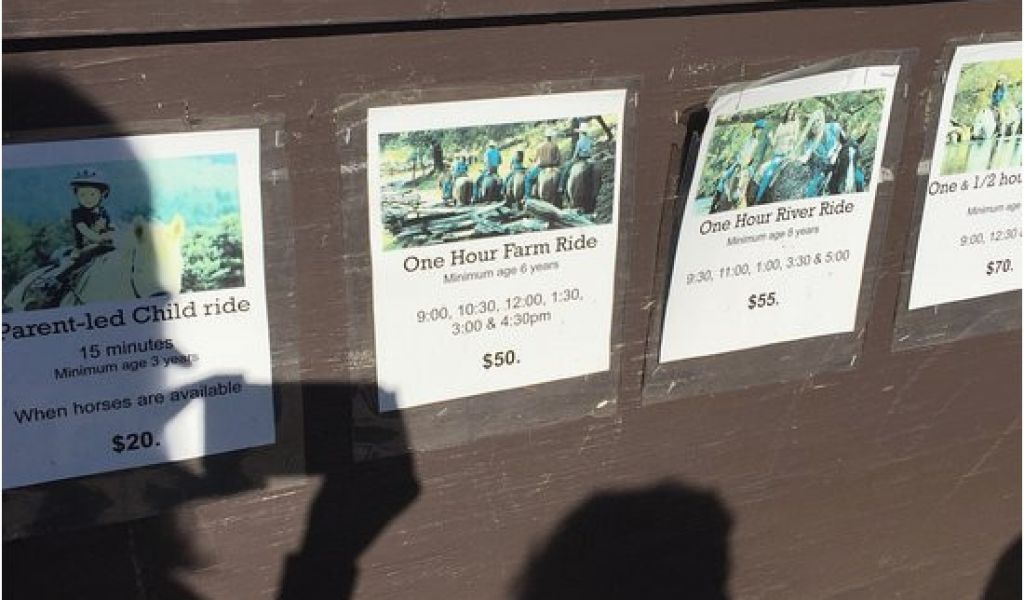 Parent-led Child ride
15 minutes
Minimum age 3 years
When horses are available
$20.
One Hour Farm Ride
Minimum age 6 years
9:00, 10:30, 12:00, 1:30,
3:00 & 4:30pm
$50.
One Hour River Ride
Minimum age 8 years
9:30, 11:00, 1:00, 3:30 & 5:00
$55.
One & 1/2 hou
Minimum age
9:00, 12:30
$70.